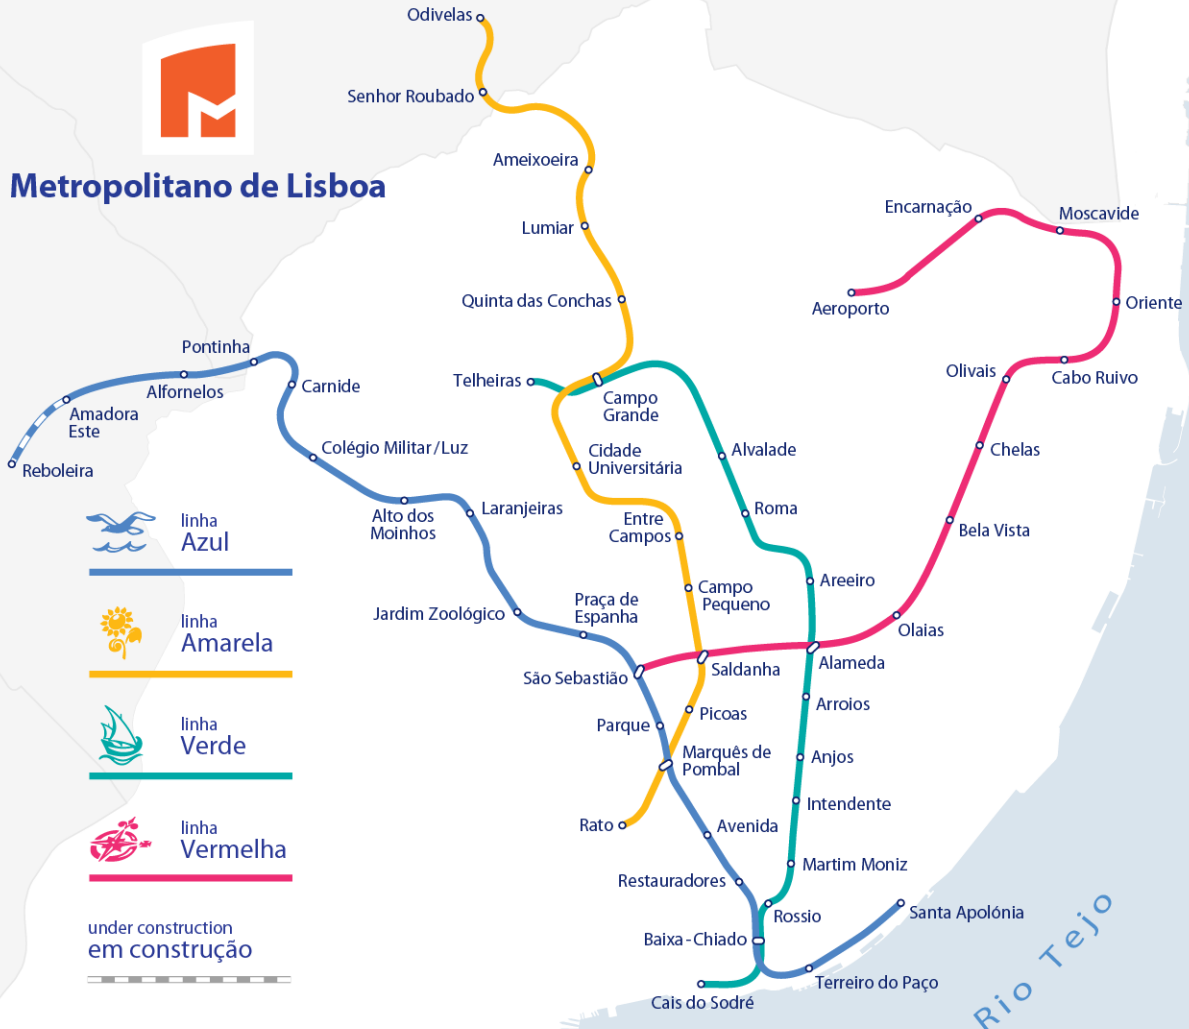 Odivelas
Senhor Roubado
Metropolitano de Lisboa
Ameixoeira
Lumiar
Quinta das Conchas
Encarnação
Moscavide
Aeroporto
Oriente
Pontinha
Alfornelos
Carnide
Amadora
Este
Reboleira
Telheiras
Campo
Grande
Olivais
Cabo Ruivo
Colégio Militar/Luz
Cidade
Universitária
Alvalade
Chelas
Alto dos
Moinhos
Laranjeiras
Entre
Campos
Roma
Bela Vista
linha
Azul
Jardim Zoológico
Praça de
Espanha
Campo
Pequeno
Areeiro
Olaias
linha
Amarela
São Sebastião
Saldanha
Alameda
Parque
Picoas
Arroios
linha
Verde
Marquês de
Pombal
Anjos
Rato
Avenida
Intendente
linha
Vermelha
Restauradores
Martim Moniz
Rossio
Santa Apolónia
under construction
em construção
Baixa-Chiado
Terreiro do Paço
Cais do Sodré
Rio Tejo